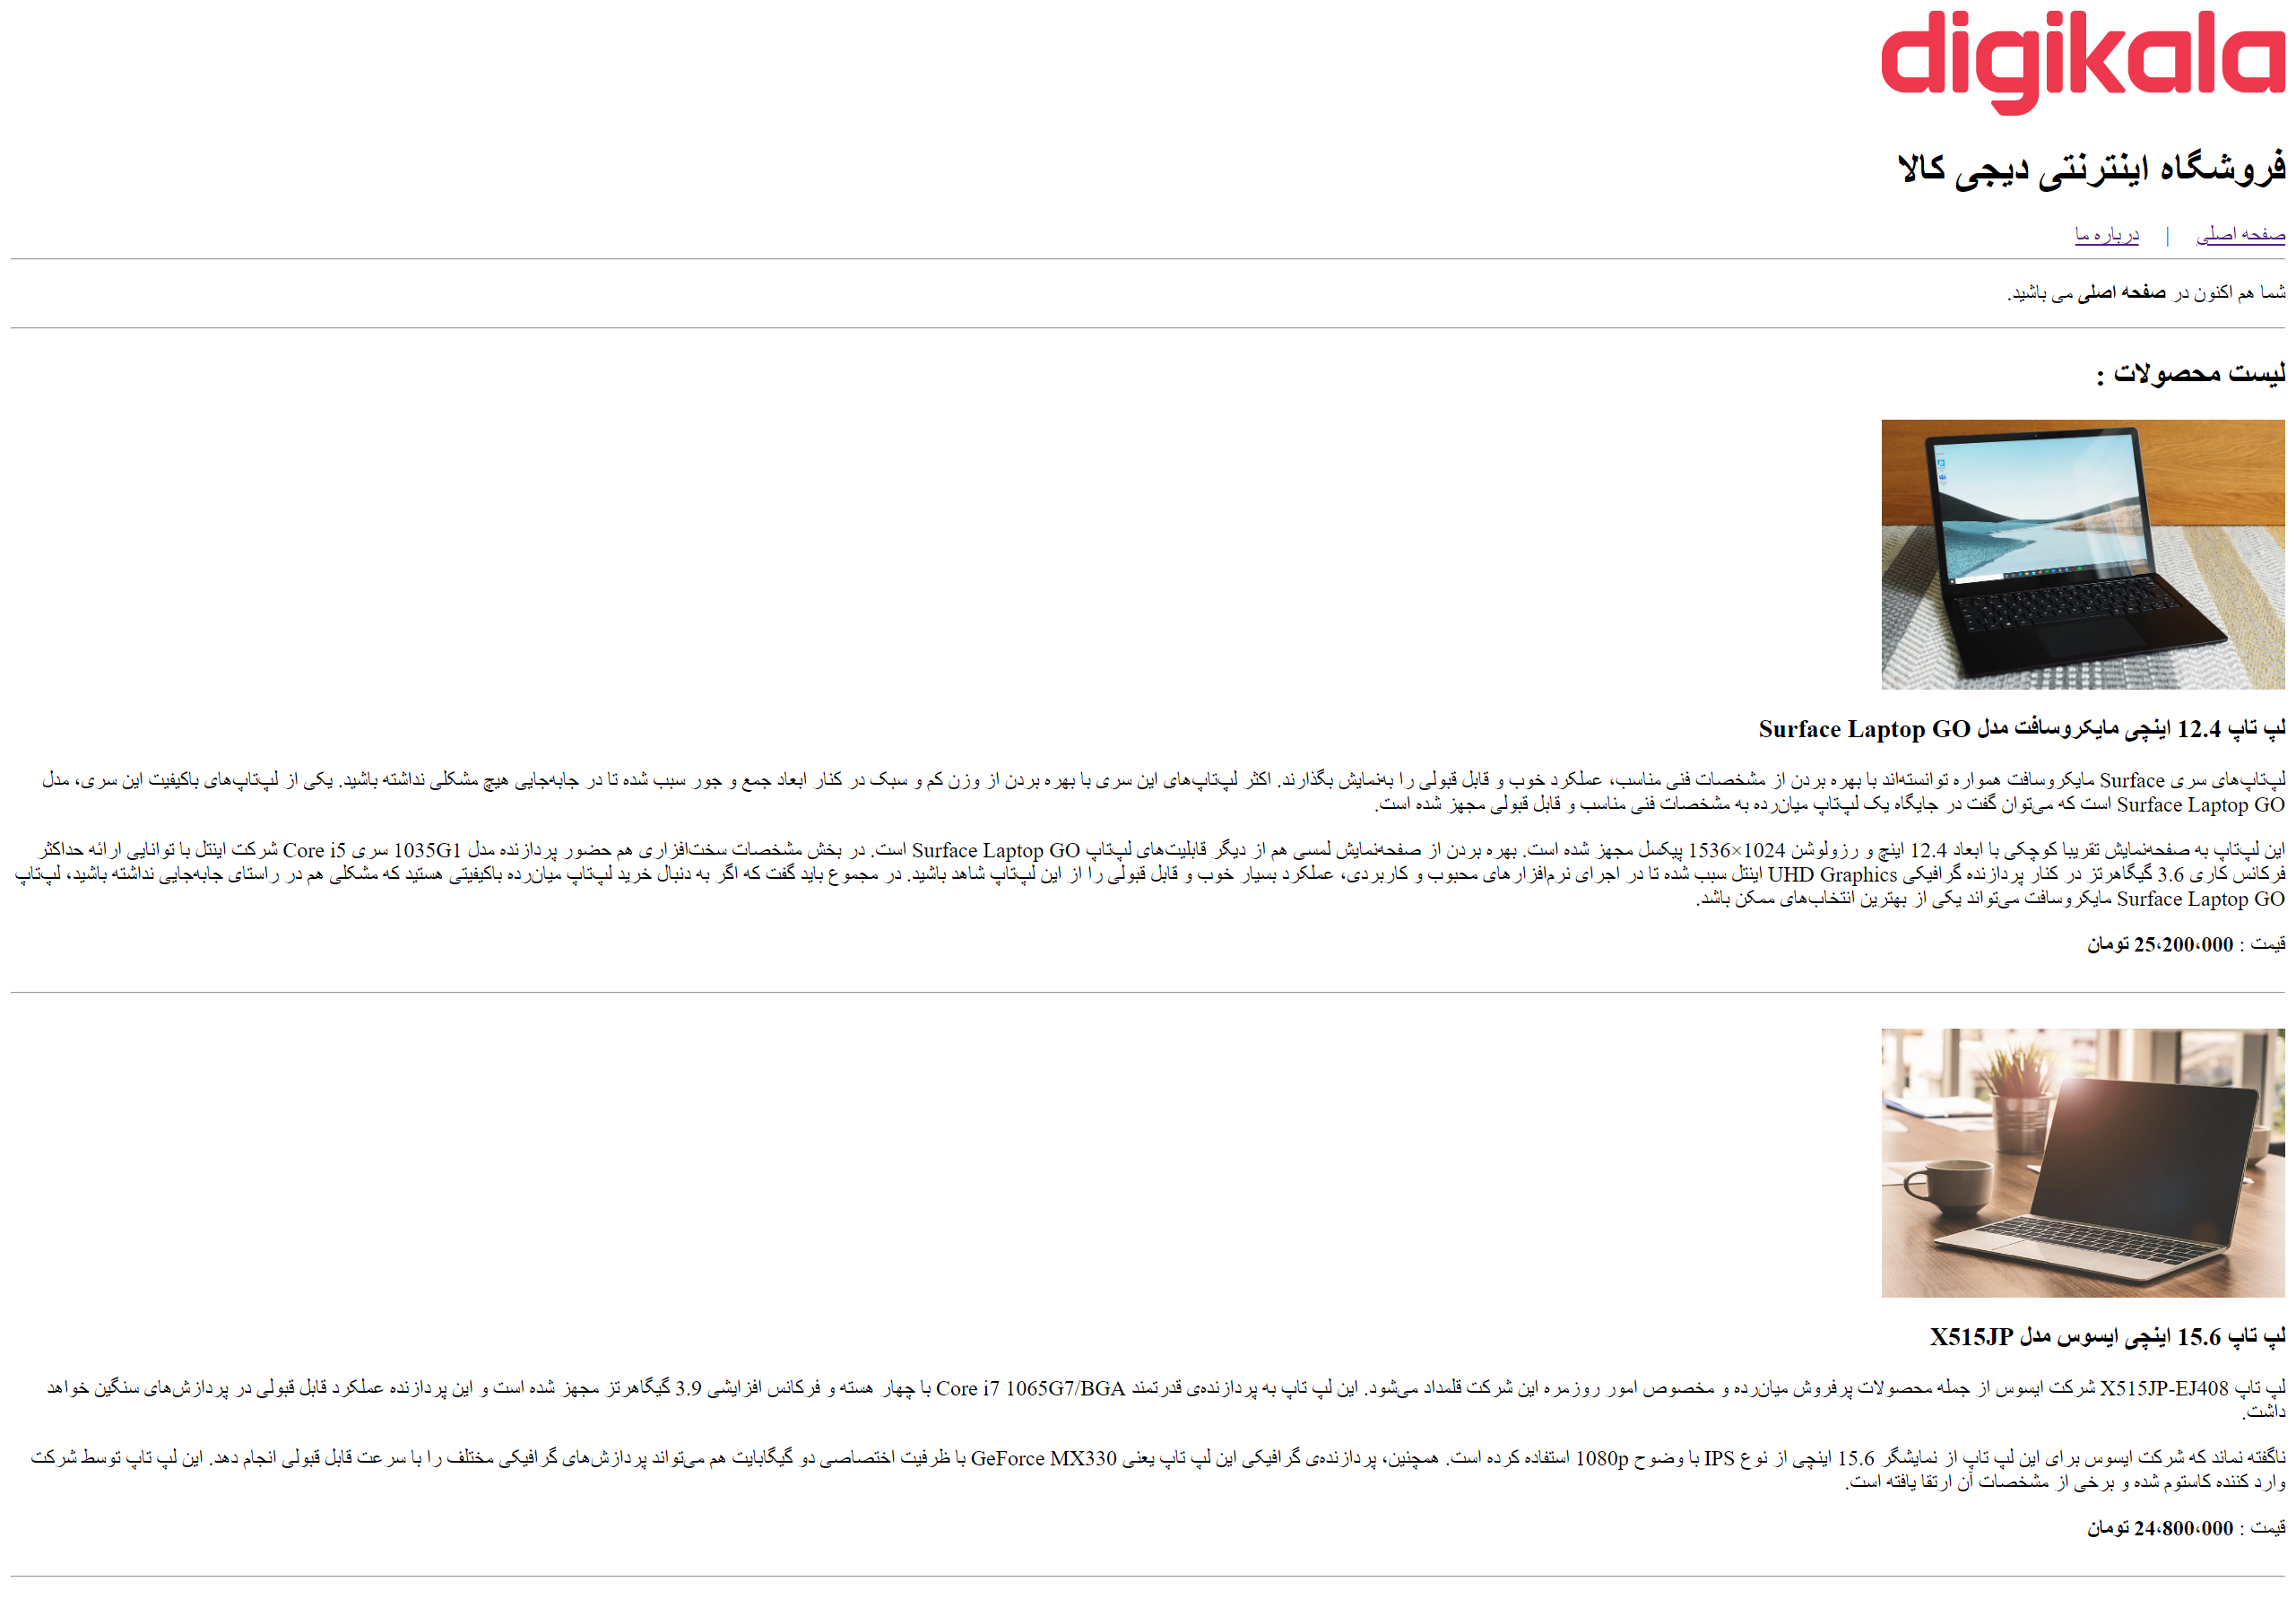 digikala
فروشگاه اینترنتی دیجی کالا
صفحه اصلی | درباره ما
شما هم اکنون در صفحه اصلی می باشید.
لیست محصولات :
لپ تاپ 12.4 اینچی مایکروسافت مدل Surface Laptop GO
لپ‌تاپ‌های سری Surface مایکروسافت همواره توانسته‌اند با بهره بردن از مشخصات فنی مناسب، عملکرد خوب و قابل قبولی را به‌نمایش بگذارند. اکثر لپ‌تاپ‌های این سری با بهره بردن از وزن کم و سبک در کنار ابعاد جمع و جور سبب شده تا در جابه‌جایی هیچ مشکلی نداشته باشید. یکی از لپ‌تاپ‌های باکیفیت این سری، مدل
Surface Laptop GO است که می‌توان گفت در جایگاه یک لپ‌تاپ میان‌رده به مشخصات فنی مناسب و قابل قبولی مجهز شده است.
این لپ‌تاپ به صفحه‌نمایش تقریبا کوچکی با ابعاد 12.4 اینچ و رزولوشن 1024×1536 پیکسل مجهز شده است. بهره بردن از صفحه‌نمایش لمسی هم از دیگر قابلیت‌های لپ‌تاپ Surface Laptop GO است. در بخش مشخصات سخت‌افزاری هم حضور پردازنده مدل 1035G1 سری Core i5 شرکت اینتل با توانایی ارائه حداکثر
فرکانس کاری 3.6 گیگاهرتز در کنار پردازنده گرافیکی UHD Graphics اینتل سبب شده تا در اجرای نرم‌افزارهای محبوب و کاربردی، عملکرد بسیار خوب و قابل قبولی را از این لپ‌تاپ شاهد باشید. در مجموع باید گفت که اگر به دنبال خرید لپ‌تاپ میان‌رده باکیفیتی هستید که مشکلی هم در راستای جابه‌جایی نداشته باشید، لپ‌تاپ
Surface Laptop GO مایکروسافت می‌تواند یکی از بهترین انتخاب‌های ممکن باشد.
قیمت : 25،200،000 تومان
لپ تاپ 15.6 اینچی ایسوس مدل X515JP
لپ تاپ X515JP-EJ408 شرکت ایسوس از جمله محصولات پرفروش میان‌رده و مخصوص امور روزمره این شرکت قلمداد می‌شود. این لپ تاپ به پردازنده‌ی قدرتمند Core i7 1065G7/BGA با چهار هسته و فرکانس افزایشی 3.9 گیگاهرتز مجهز شده است و این پردازنده عملکرد قابل قبولی در پردازش‌های سنگین خواهد
داشت.
ناگفته نماند که شرکت ایسوس برای این لپ تاپ از نمایشگر 15.6 اینچی از نوع IPS با وضوح 1080p استفاده کرده است. همچنین، پردازنده‌ی گرافیکی این لپ تاپ یعنی GeForce MX330 با ظرفیت اختصاصی دو گیگابایت هم می‌تواند پردازش‌های گرافیکی مختلف را با سرعت قابل قبولی انجام دهد. این لپ تاپ توسط شرکت
وارد کننده کاستوم شده و برخی از مشخصات آن ارتقا یافته است.
قیمت : 24،800،000 تومان